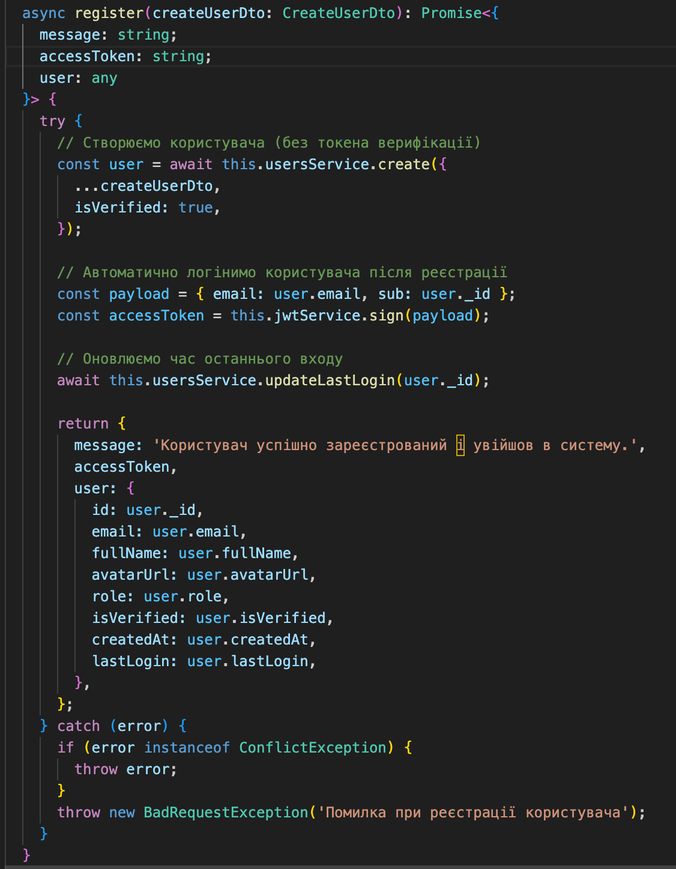 async register(createUserDto: CreateUserDto): Promise<{
  message: string;
  accessToken: string;
  user: any
}> {
  try {
    // Створюємо користувача (без токена верифікації)
    const user = await this.usersService.create({
      ...createUserDto,
      isVerified: true,
    });

    // Автоматично логінимо користувача після реєстрації
    const payload = { email: user.email, sub: user._id };
    const accessToken = this.jwtService.sign(payload);

    // Оновлюємо час останнього входу
    await this.usersService.updateLastLogin(user._id);

    return {
      message: 'Користувач успішно зареєстрований і увійшов в систему.',
      accessToken,
      user: {
        id: user._id,
        email: user.email,
        fullName: user.fullName,
        avatarUrl: user.avatarUrl,
        role: user.role,
        isVerified: user.isVerified,
        createdAt: user.createdAt,
        lastLogin: user.lastLogin,
      },
    };
  } catch (error) {
    if (error instanceof ConflictException) {
      throw error;
    }
    throw new BadRequestException('Помилка при реєстрації користувача');
  }
}